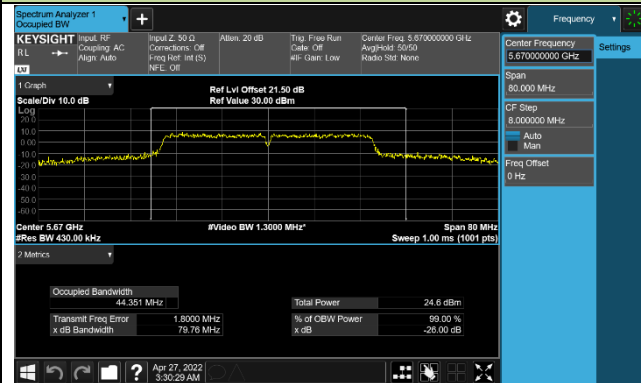 Spectrum Analyzer 1
Occupied BW
Frequency
KEYSIGHT
Input: RF
Coupling: AC
Align: Auto
Input Z: 50 Ω
Corrections: Off
Freq Ref: Int (S)
NFE: Off
Atten: 20 dB
Trig: Free Run
Gate: Off
#IF Gain: Low
Center Freq: 5.670000000 GHz
Avg|Hold: 50/50
Radio Std: None
RL
LXI
Center Frequency
5.670000000 GHz
Settings
Span
80.000 MHz
CF Step
8.000000 MHz
Auto
Man
Freq Offset
0 Hz
1 Graph
Scale/Div 10.0 dB
Ref Lvl Offset 21.50 dB
Ref Value 30.00 dBm
Log
20.0
10.0
0.00
-10.0
-20.0
-30.0
-40.0
-50.0
-60.0
Center 5.67 GHz
#Video BW 1.3000 MHz*
Span 80 MHz
#Res BW 430.00 kHz
Sweep 1.00 ms (1001 pts)
2 Metrics
Occupied Bandwidth
44.351 MHz
Total Power
24.6 dBm
Transmit Freq Error
1.8000 MHz
% of OBW Power
99.00 %
x dB Bandwidth
79.76 MHz
x dB
-26.00 dB
?
Apr 27, 2022
3:30:29 AM